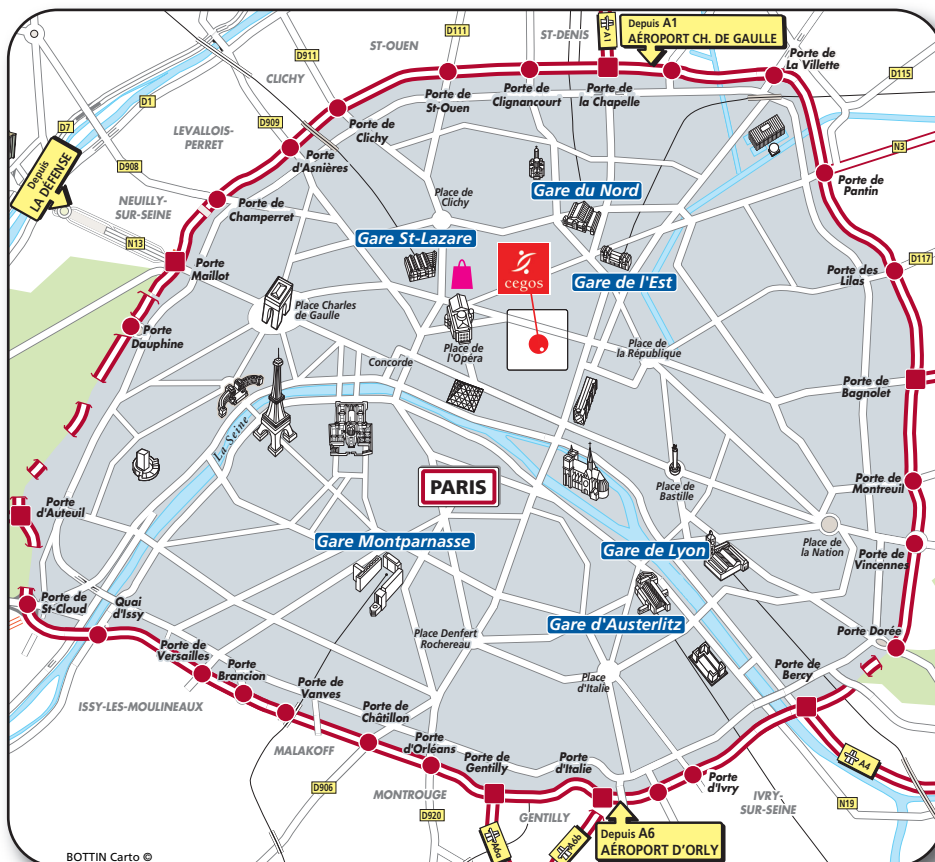 Depuis A1
AÉROPORT CH. DE GAULLE
A1
D111
ST-OUEN
ST-DENIS
D911
CLICHY
Porte de
La Villette
D115
D1
D7
LEVALLOIS-
PERRET
D909
Porte de
St-Ouen
Porte de
Clignancourt
Porte de
la Chapelle
Porte de
Clichy
N3
Depuis
LA DÉFENSE
D908
Porte
d'Asnières
Porte de
Pantin
NEUILLY-
SUR-SEINE
Porte de
Champerret
Place de
Clichy
Gare du Nord
N13
Gare St-Lazare
Porte
Maillot
cegos
Gare de l'Est
D117
Porte des
Lilas
Place Charles
de Gaulle
Porte
Dauphine
Place de
l'Opéra
Place de
la République
Concorde
Porte de
Bagnolet
La Seine
PARIS
Place de
Bastille
Porte de
Montreuil
Porte
d'Auteuil
Gare Montparnasse
Gare de Lyon
Place de
la Nation
Porte de
Vincennes
Porte de
St-Cloud
Quai
d'Issy
Gare d'Austerlitz
Place Denfert
Rochereau
Porte Dorée
Porte de
Versailles
Porte
Brancion
Place
d'Italie
Porte de
Bercy
Porte de
Vanves
ISSY-LES-MOULINEAUX
Porte de
Châtillon
MALAKOFF
Porte
d'Orléans
Porte de
Gentilly
Porte
d'Italie
Porte
d'Ivry
A4
D906
MONTROUGE
D920
GENTILLY
IVRY-
SUR-SEINE
N19
A6a
A6b
Depuis A6
AÉROPORT D'ORLY
BOTTIN Carto ©